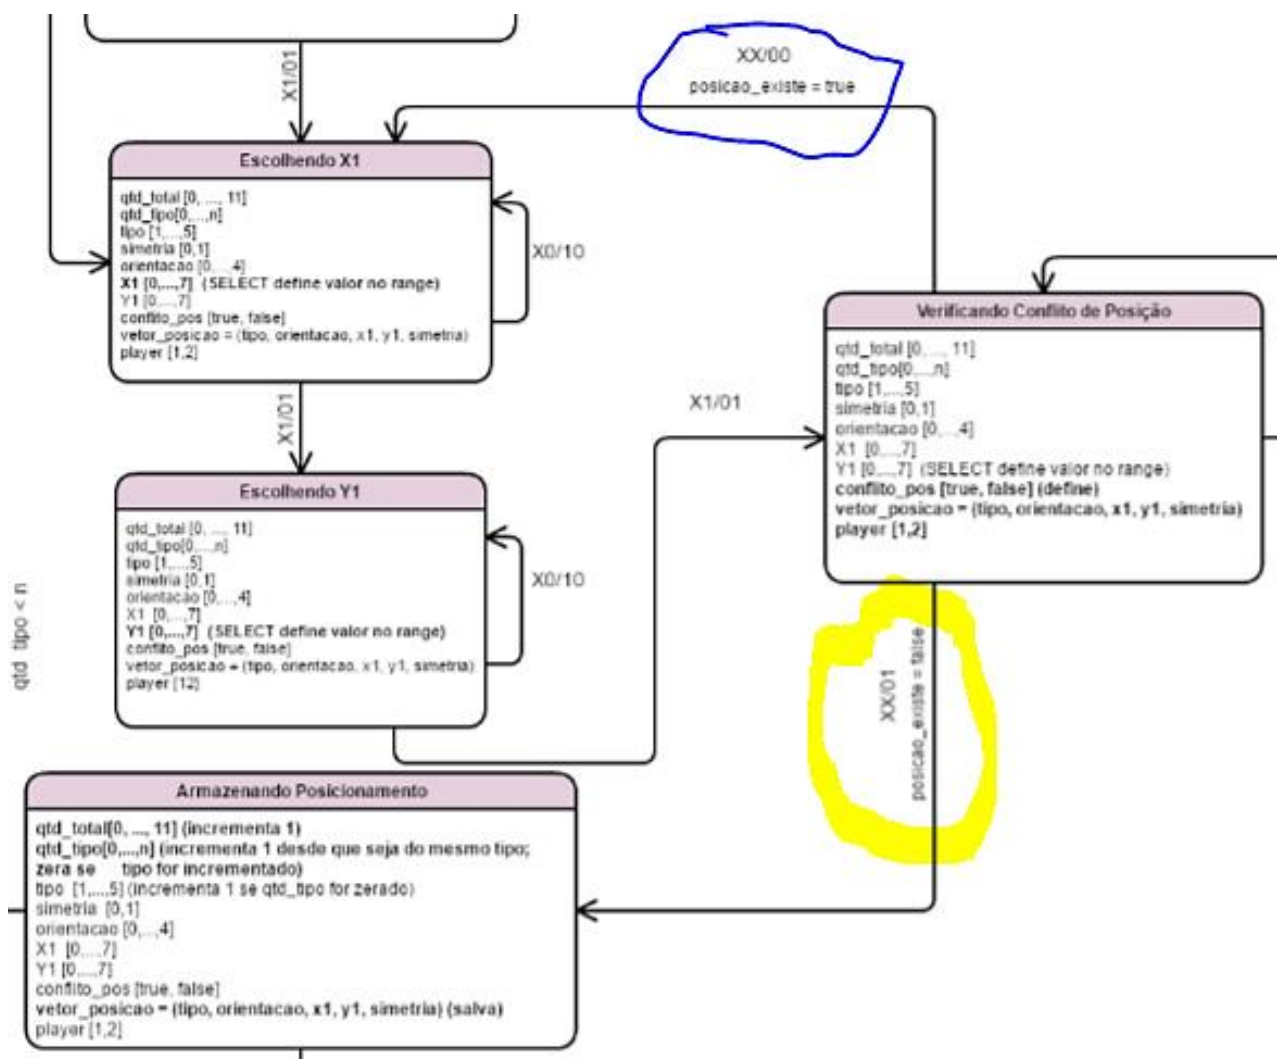 X1/01
XX/00
posicao_existe = true
Escolhendo X1
qtd_total [0, ..., 11]
qtd_tipo[0,...,n]
tipo [1,...,5]
simetria [0,1]
orientacao [0,...,4]
X1 [0,...,7] (SELECT define valor no range)
Y1 [0,...,7]
conflito_pos [true, false]
vetor_posicao = (tipo, orientacao, x1, y1, simetria)
player [1,2]
X0/10
X1/01
Escolhendo Y1
qtd_total [0, ..., 11]
qtd_tipo[0,...,n]
tipo [1,...,5]
simetria [0,1]
orientacao [0,...,4]
X1 [0,...,7]
Y1 [0,...,7] (SELECT define valor no range)
conflito_pos [true, false]
vetor_posicao = (tipo, orientacao, x1, y1, simetria)
player [12]
X0/10
X1/01
Verificando Conflito de Posição
qtd_total [0, ..., 11]
qtd_tipo[0,...,n]
tipo [1,...,5]
simetria [0,1]
orientacao [0,...,4]
X1 [0,...,7]
Y1 [0,...,7] (SELECT define valor no range)
conflito_pos [true, false] (define)
vetor_posicao = (tipo, orientacao, x1, y1, simetria)
player [1,2]
XX/01
posicao_existe = false
qtd tipo < n
Armazenando Posicionamento
qtd_total[0, ..., 11] (incrementa 1)
qtd_tipo[0,...,n] (incrementa 1 desde que seja do mesmo tipo;
zera se tipo for incrementado)
tipo [1,...,5] (incrementa 1 se qtd_tipo for zerado)
simetria [0,1]
orientacao [0,...,4]
X1 [0,...,7]
Y1 [0,...,7]
conflito_pos [true, false]
vetor_posicao = (tipo, orientacao, x1, y1, simetria) (salva)
player [1,2]